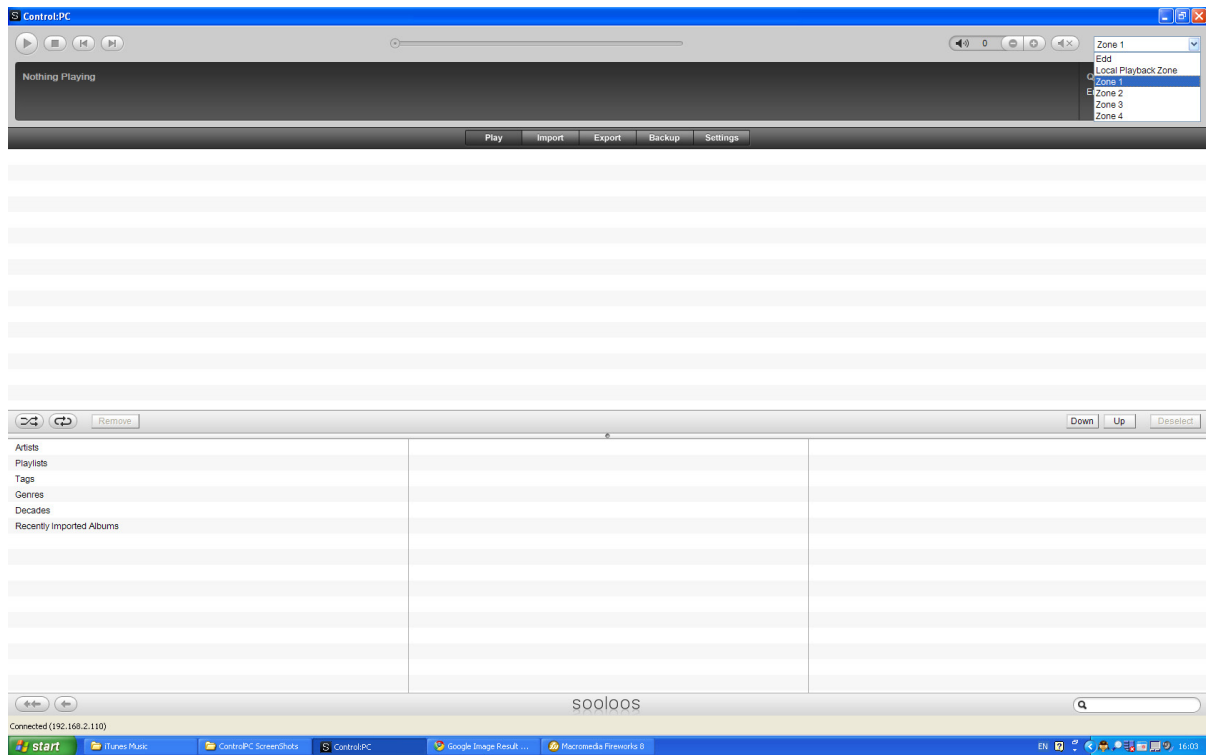 Control:PC
0
Zone 1
Edd
Local Playback Zone
Zone 1
Zone 2
Zone 3
Zone 4
Nothing Playing
Play Import Export Backup Settings
Remove
Down Up Deselect
Artists
Playlists
Tags
Genres
Decades
Recently Imported Albums
sooloos
Connected (192.168.2.110)
start iTunes Music ControlPC ScreenShots Control:PC Google Image Result ... Macromedia Fireworks 8 EN 16:03